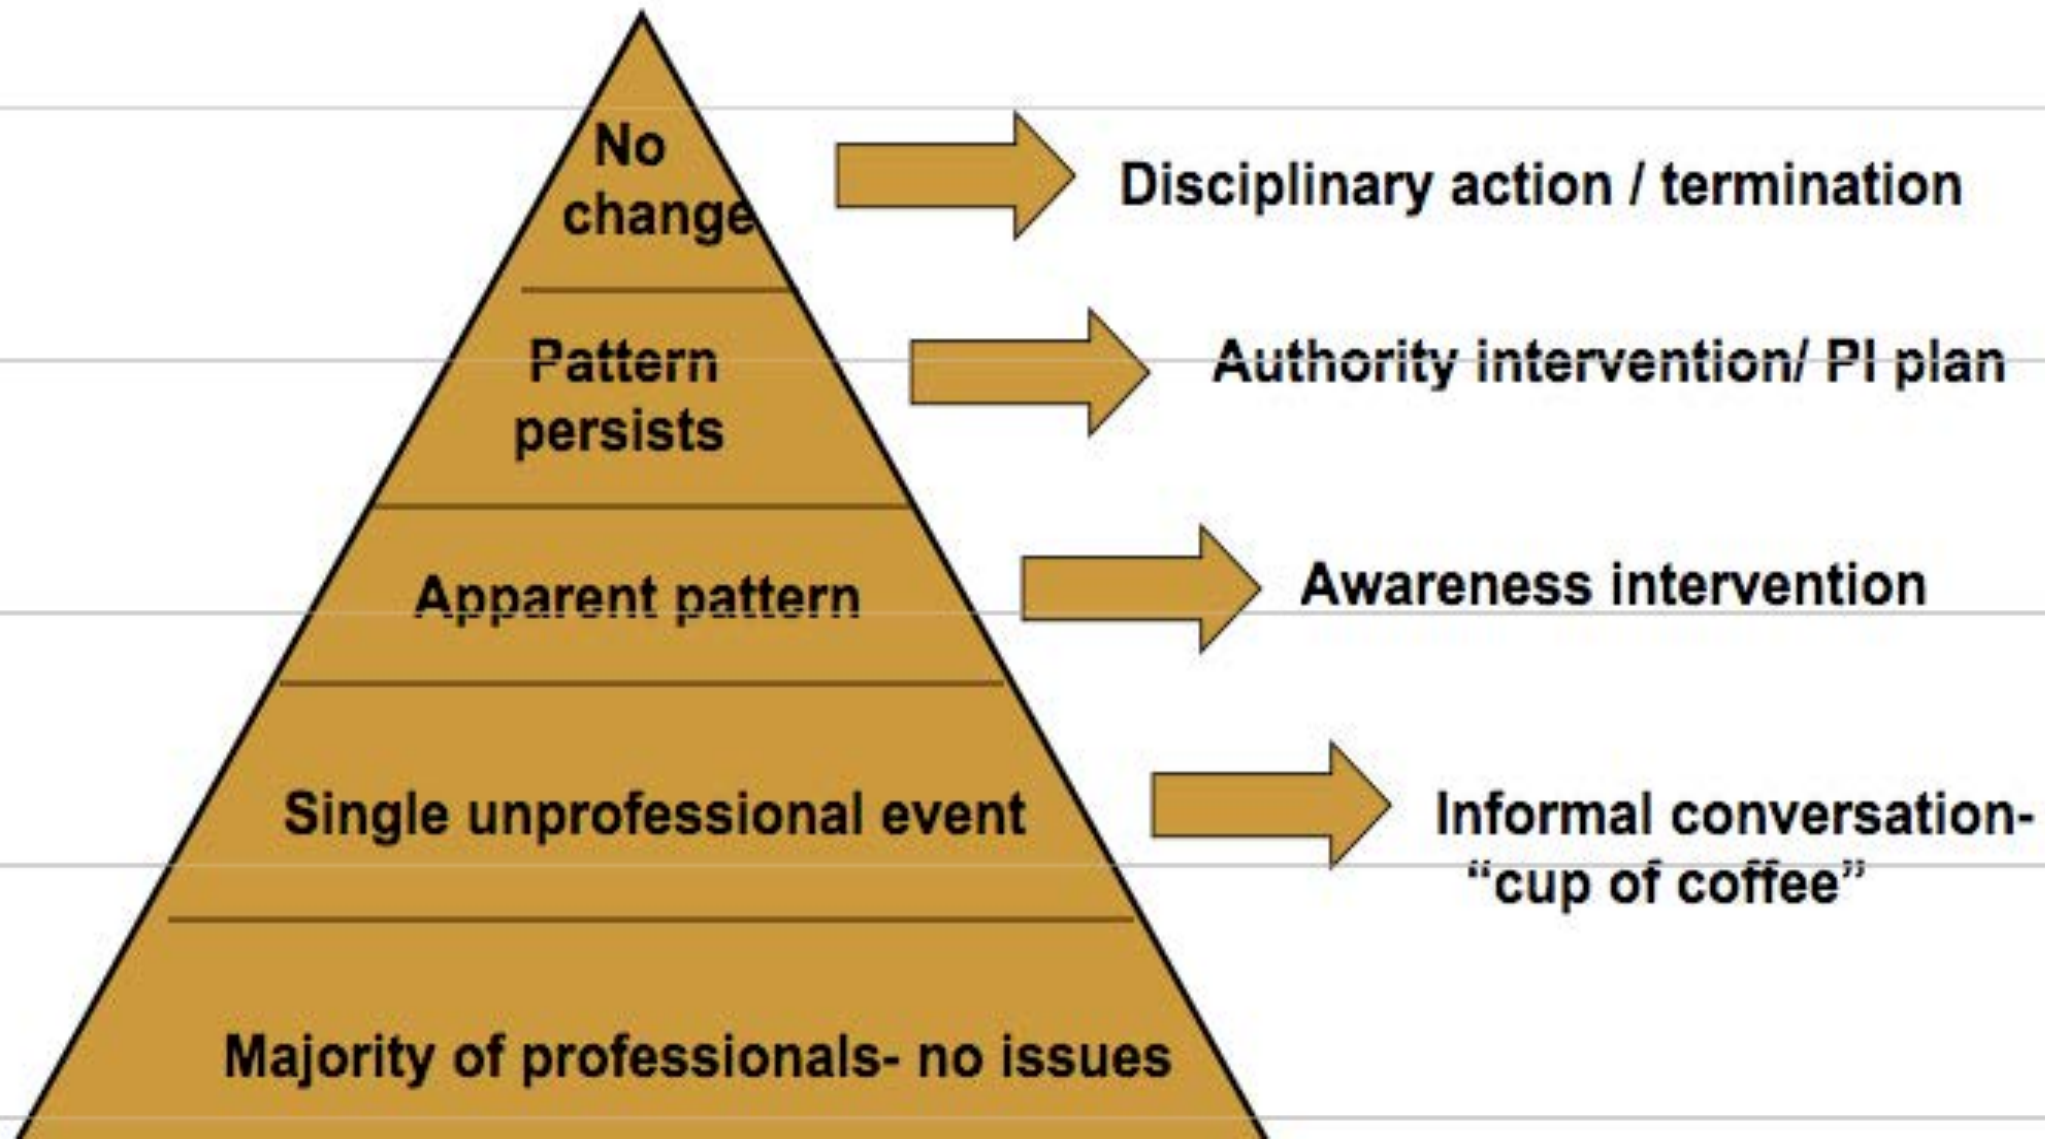 No
change
Disciplinary action / termination
Pattern
persists
Authority intervention/ PI plan
Apparent pattern
Awareness intervention
Single unprofessional event
Informal conversation-
“cup of coffee”
Majority of professionals- no issues